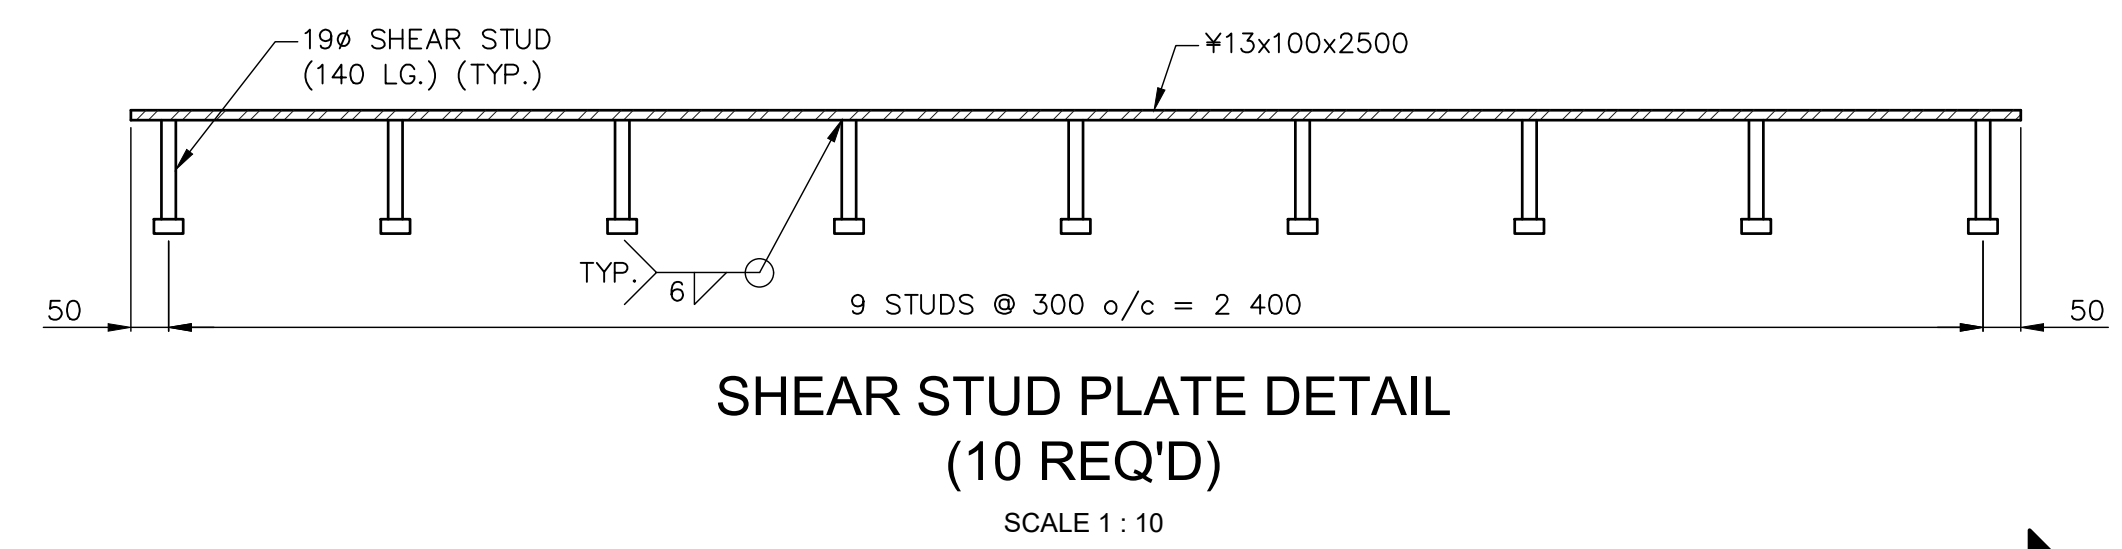 19ø SHEAR STUD
(140 LG.) (TYP.)
¥13x100x2500
TYP.
6
50
9 STUDS @ 300 o/c = 2 400
50
SHEAR STUD PLATE DETAIL
(10 REQ'D)
SCALE 1 : 10